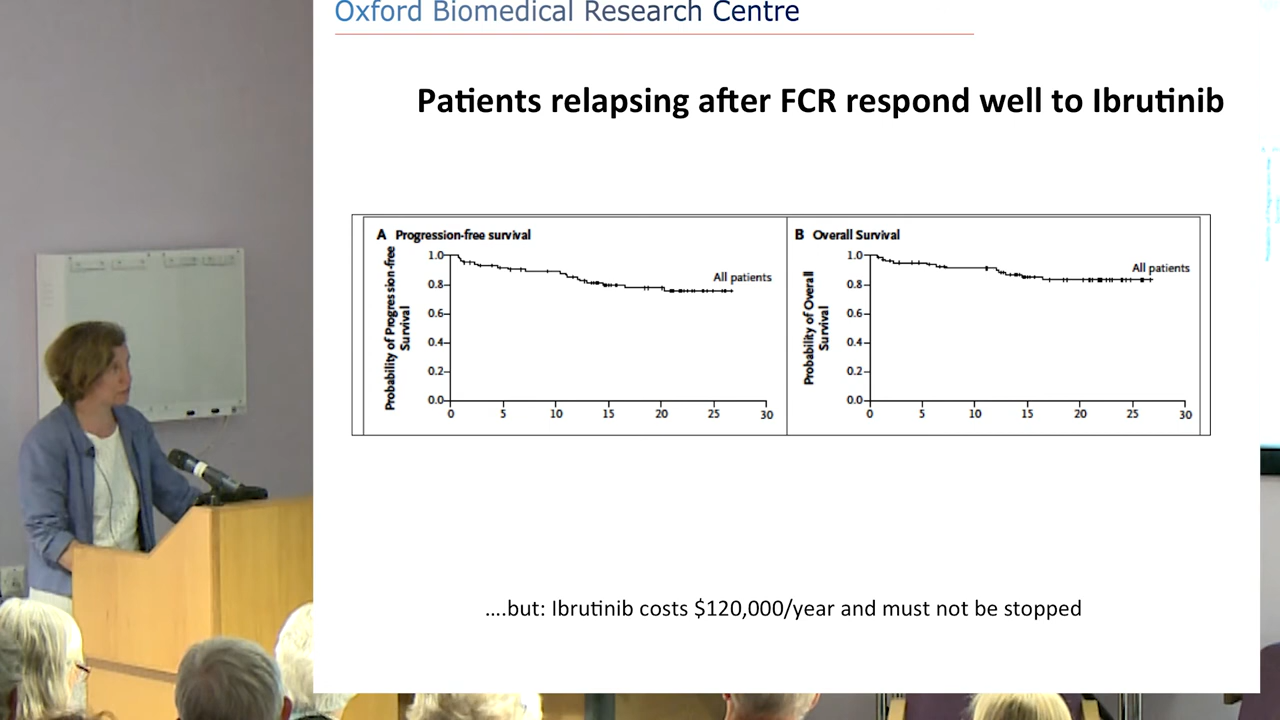 Oxford Biomedical Research Centre
Patients relapsing after FCR respond well to Ibrutinib
A Progression-free survival
Probability of Progression-free
Survival
1.0
0.8
0.6
0.4
0.2
0.0
0 5 10 15 20 25 30
All patients
B Overall Survival
Probability of Overall
Survival
1.0
0.8
0.6
0.4
0.2
0.0
0 5 10 15 20 25 30
All patients
....but: Ibrutinib costs $120,000/year and must not be stopped